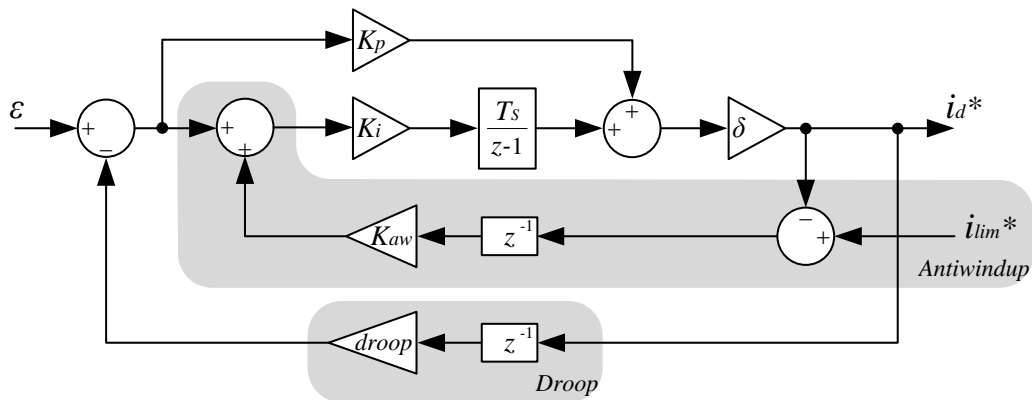 Kp
ε
+
−
+
+
Ki
Ts
z-1
+
+
δ
id*
Kaw
z-1
−
+
ilim*
Antiwindup
droop
z-1
Droop